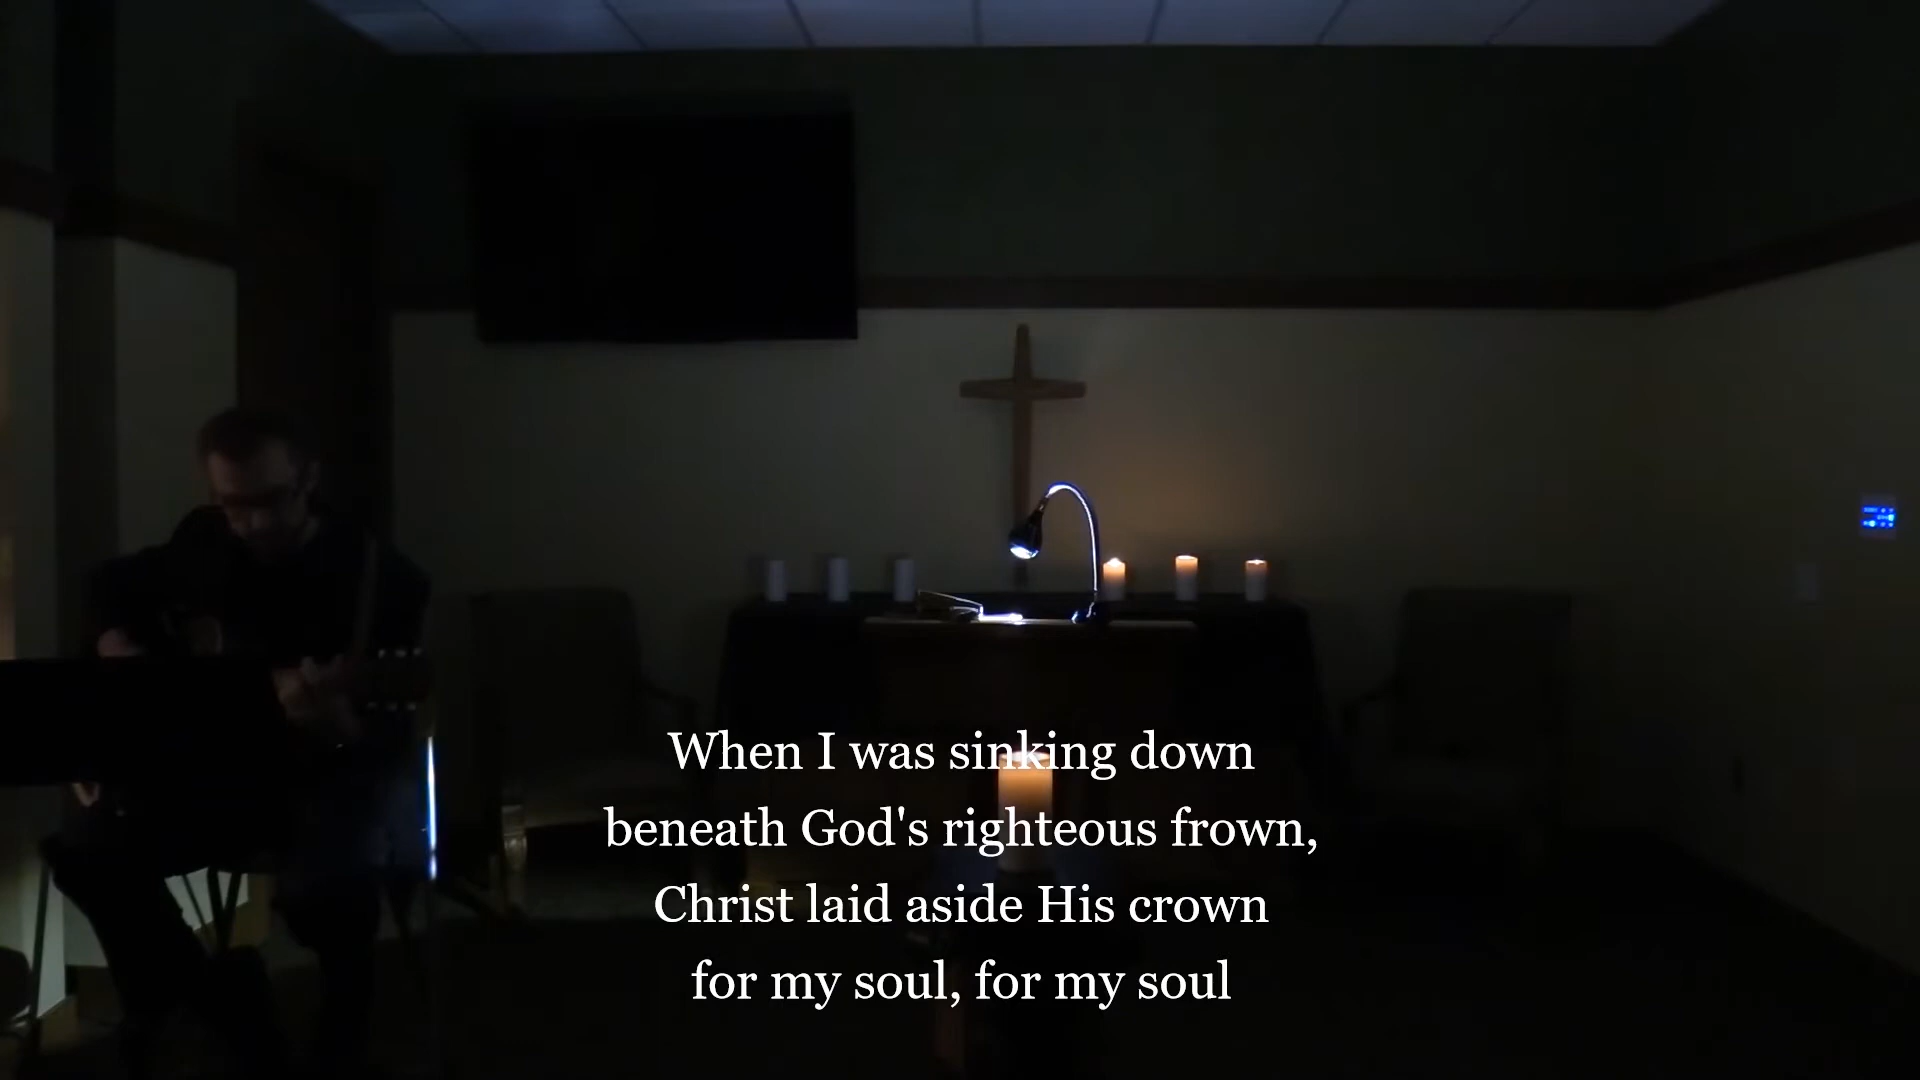 When I was sinking down
beneath God's righteous frown,
Christ laid aside His crown
for my soul, for my soul